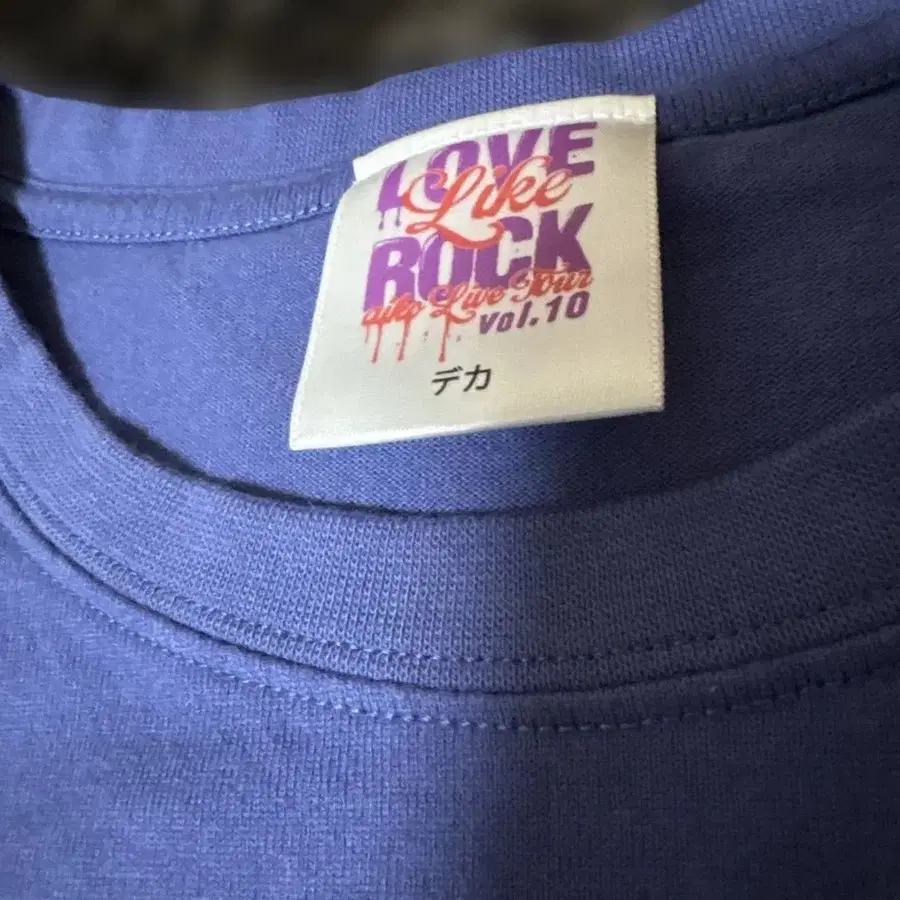 LOVE
Like
ROCK
aiko Live Tour
vol.10
デカ